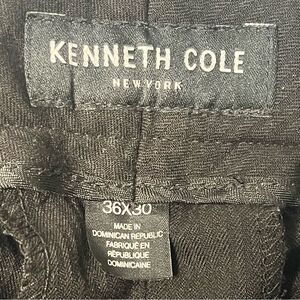 KENNETH COLE
NEW YORK
36X30
MADE IN
DOMINICAN REPUBLIC
FABRIQUÉ EN
RÉPUBLIQUE
DOMINICAINE